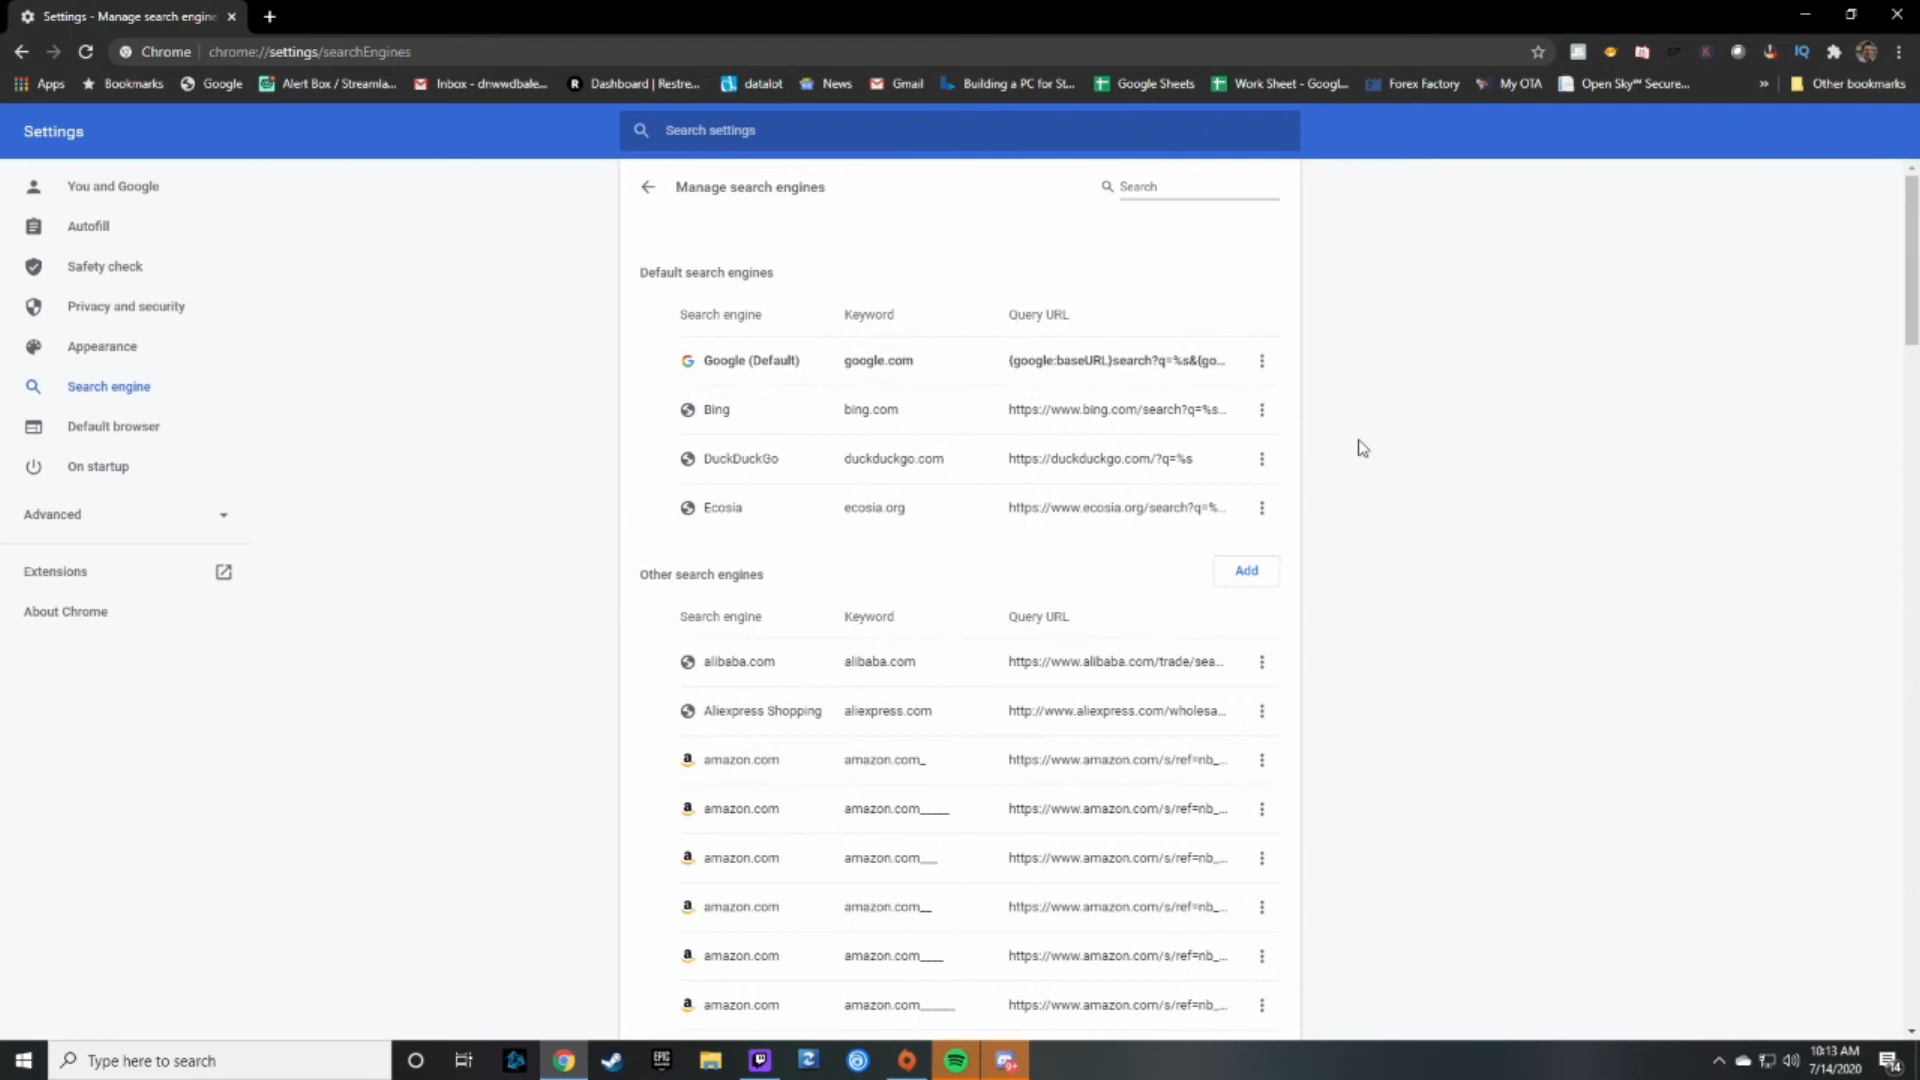 Settings - Manage search engine
Chrome chrome://settings/searchEngines
IQ
Apps Bookmarks Google Alert Box / Streamla... Inbox - dnwwdbale... Dashboard | Restre... datalot News Gmail Building a PC for St... Google Sheets Work Sheet - Googl... Forex Factory My OTA Open Sky℠ Secure... » Other bookmarks
Settings
Search settings
You and Google
Autofill
Safety check
Privacy and security
Appearance
Search engine
Default browser
On startup
Advanced
Extensions
About Chrome
Manage search engines
Search
Default search engines
Search engine Keyword Query URL
Google (Default) google.com {google:baseURL}search?q=%s&{go...
Bing bing.com https://www.bing.com/search?q=%s...
DuckDuckGo duckduckgo.com https://duckduckgo.com/?q=%s
Ecosia ecosia.org https://www.ecosia.org/search?q=%...
Other search engines
Add
Search engine Keyword Query URL
alibaba.com alibaba.com https://www.alibaba.com/trade/sea...
Aliexpress Shopping aliexpress.com http://www.aliexpress.com/wholesa...
amazon.com amazon.com_ https://www.amazon.com/s/ref=nb_...
amazon.com amazon.com_____ https://www.amazon.com/s/ref=nb_...
amazon.com amazon.com___ https://www.amazon.com/s/ref=nb_...
amazon.com amazon.com__ https://www.amazon.com/s/ref=nb_...
amazon.com amazon.com____ https://www.amazon.com/s/ref=nb_...
amazon.com amazon.com______ https://www.amazon.com/s/ref=nb_...
Type here to search
EPIC GAMES
9+
10:13 AM
7/14/2020
14